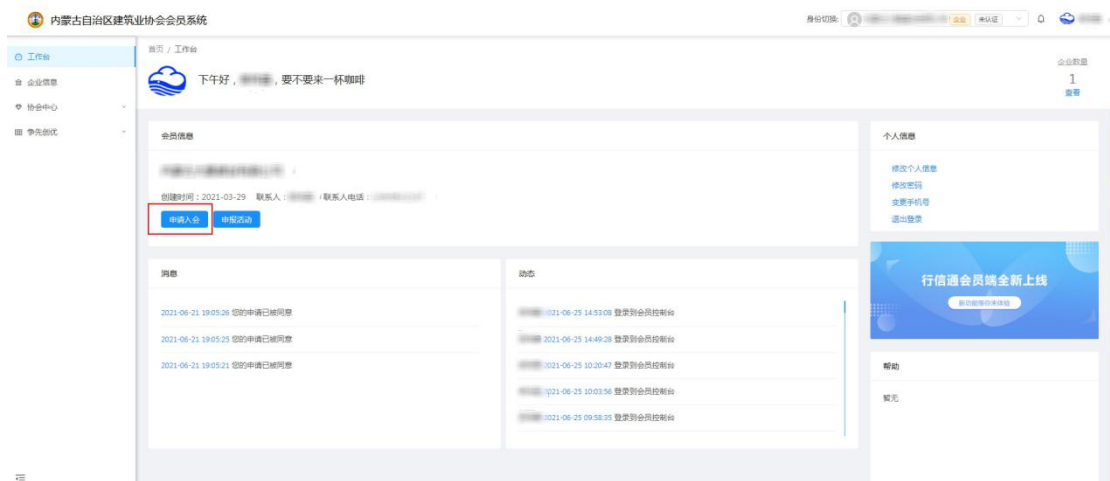 内蒙古自治区建筑业协会会员系统
身份切换:
企业
未认证
工作台
企业信息
协会中心
争先创优
首页 / 工作台
下午好，
，要不要来一杯咖啡
企业数量
1
查看
会员信息
创建时间：2021-03-29 联系人：
联系人电话：
申请入会
申报活动
个人信息
修改个人信息
修改密码
变更手机号
退出登录
消息
2021-06-21 19:05:26 您的申请已被同意
2021-06-21 19:05:25 您的申请已被同意
2021-06-21 19:05:21 您的申请已被同意
动态
021-06-25 14:53:08 登录到会员控制台
2021-06-25 14:49:28 登录到会员控制台
2021-06-25 10:20:47 登录到会员控制台
2021-06-25 10:03:56 登录到会员控制台
2021-06-25 09:58:35 登录到会员控制台
行信通会员端全新上线
新功能等你来体验
帮助
暂无